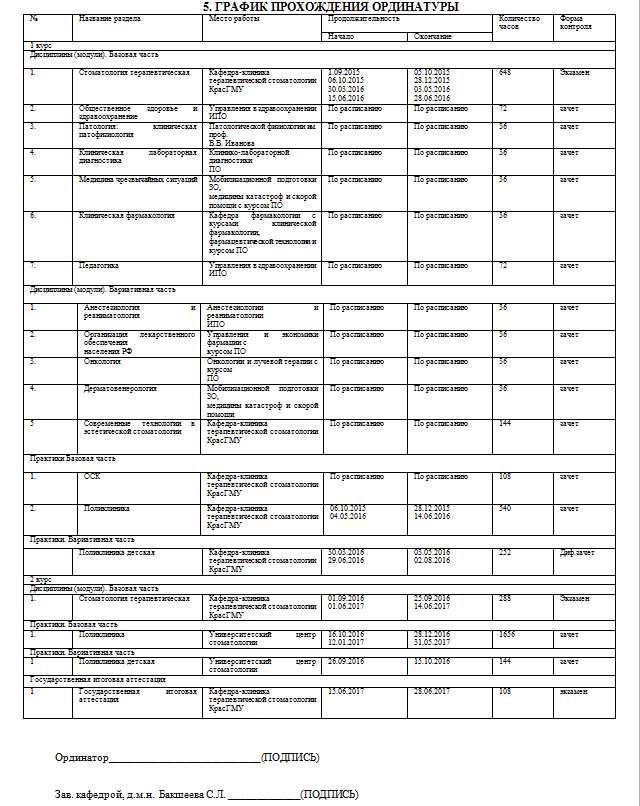 5. ГРАФИК ПРОХОЖДЕНИЯ ОРДИНАТУРЫ
№ Название раздела Место работы Продолжительность Количество часов Форма контроля
Начало Окончание
1 курс
Дисциплины (модули). Базовая часть
1. Стоматология терапевтическая Кафедра-клиника 1.09.2015 05.10.2015 648 Экзамен
терапевтической стоматологии 06.10.2015 28.12.2015
КрасГМУ 30.03.2016 03.05.2016
15.06.2016 28.06.2016
2. Общественное здоровье и Управления в здравоохранении По расписанию По расписанию 72 зачет
здравоохранение ИПО
3. Патология: клиническая Патологической физиологии им. По расписанию По расписанию 36 зачет
патофизиология проф.
В.В. Иванова
4. Клиническая лабораторная Клинико-лабораторной По расписанию По расписанию 36 зачет
диагностика диагностики
ПО
5. Медицина чрезвычайных ситуаций Мобилизационной подготовки По расписанию По расписанию 36 зачет
ЗО,
медицины катастроф и скорой
помощи с курсом ПО
6. Клиническая фармакология Кафедра фармакологии с По расписанию По расписанию 36 зачет
курсами клинической
фармакологии,
фармацевтической технологии и
курсом ПО
7. Педагогика Управления в здравоохранении По расписанию По расписанию 72 зачет
ИПО
Дисциплины (модули). Вариативная часть
1. Анестезиология и Анестезиологии и По расписанию По расписанию 36 зачет
реаниматология реаниматологии
ИПО
2. Организация лекарственного Управления и экономики По расписанию По расписанию 36 зачет
обеспечения фармации с
населения РФ курсом ПО
3. Онкология Онкологии и лучевой терапии с По расписанию По расписанию 36 зачет
курсом
ПО
4. Дерматовенерология Мобилизационной подготовки По расписанию По расписанию 36 зачет
ЗО,
медицины катастроф и скорой
помощи
5 Современные технологии в Кафедра-клиника По расписанию По расписанию 144 зачет
эстетической стоматологии терапевтической стоматологии
КрасГМУ
Практики Базовая часть
1. ОСК Кафедра-клиника По расписанию По расписанию 108 зачет
терапевтической стоматологии
КрасГМУ
2. Поликлиника Кафедра-клиника 06.10.2015 28.12.2015 540 зачет
терапевтической стоматологии 04.05.2016 14.06.2016
КрасГМУ
Практики. Вариативная часть
Поликлиника детская Кафедра-клиника 30.03.2016 03.05.2016 252 Диф.зачет
терапевтической стоматологии 29.06.2016 02.08.2016
КрасГМУ
2 курс
Дисциплины (модули). Базовая часть
1. Стоматология терапевтическая Кафедра-клиника 01.09.2016 25.09.2016 288 Экзамен
терапевтической стоматологии 01.06.2017 14.06.2017
КрасГМУ
Практики. Базовая часть
1. Поликлиника Университетский центр 16.10.2016 28.12.2016 1656 зачет
стоматологии 12.01.2017 31.05.2017
Практики. Вариативная часть
1 Поликлиника детская Университетский центр 26.09.2016 15.10.2016 144 зачет
стоматологии
Государственная итоговая аттестация
1 Государственная итоговая Кафедра-клиника 15.06.2017 28.06.2017 108 экзамен
аттестация терапевтической стоматологии
КрасГМУ
Ординатор____________________________(ПОДПИСЬ)
Зав. кафедрой, д.м.н. Бакшеева С.Л. _____________(ПОДПИСЬ)